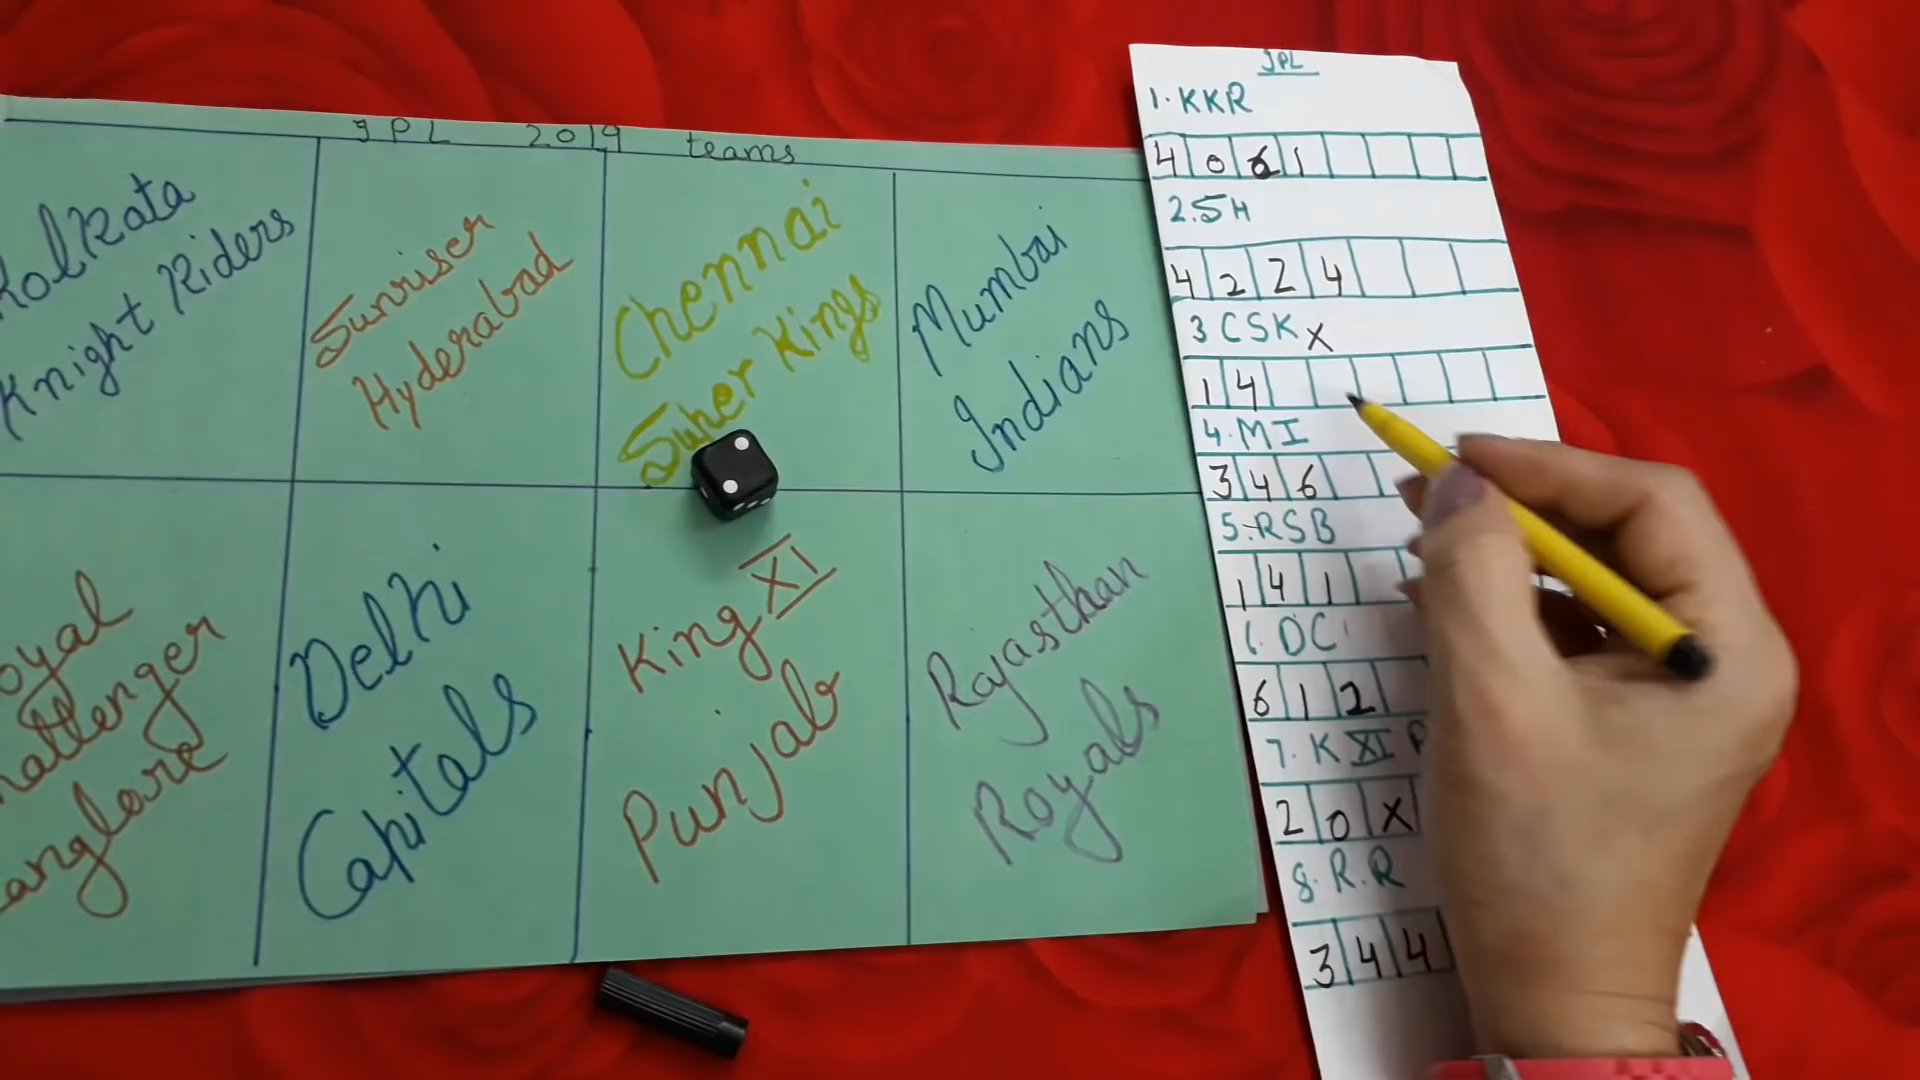 IPL 2019 teams
Kolkata
Knight Riders
Sunriser
Hyderabad
Chennai
Super Kings
Mumbai
Indians
oyal
hallenger
anglore
Delhi
Capitals
King XI
Punjab
Rajasthan
Royals
IPL
1. KKR
4 0 6 1
2. SH
4 2 2 4
3 CSK X
1 4
4. MI
3 4 6
5. RSB
1 4 1
6. DC
6 1 2
7. K XI P
2 0 X
8. R.R
3 4 4